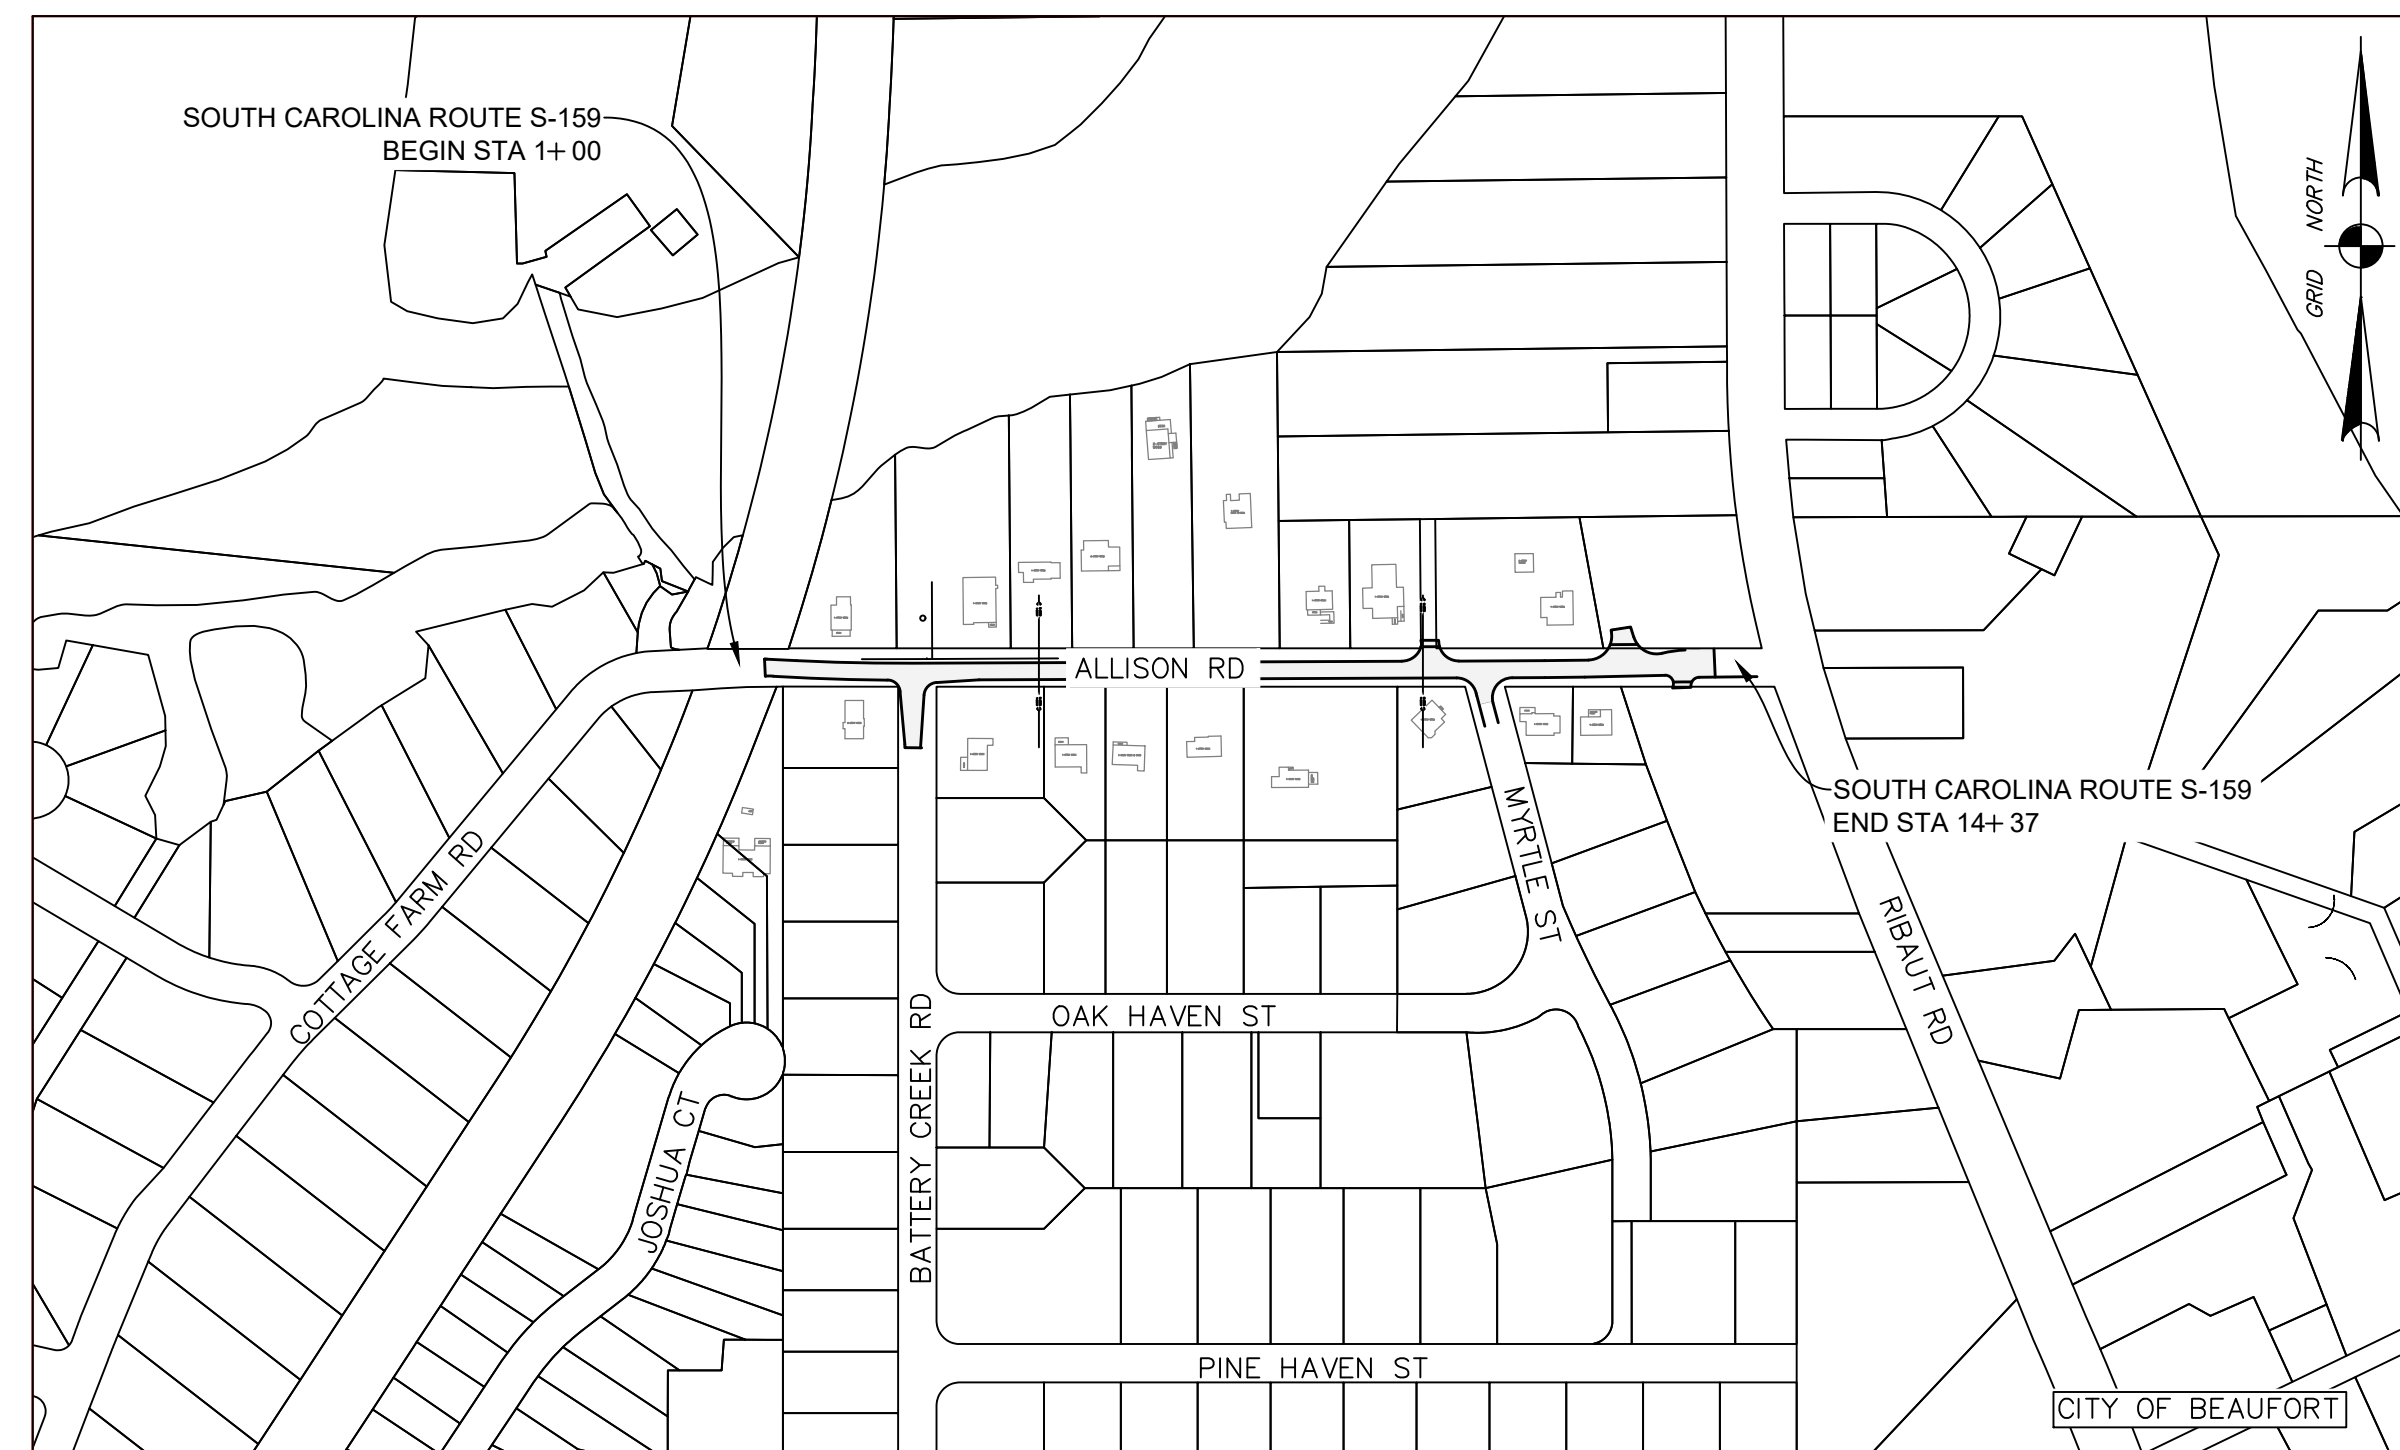 SOUTH CAROLINA ROUTE S-159
BEGIN STA 1+00
GRID NORTH
ALLISON RD
SOUTH CAROLINA ROUTE S-159
END STA 14+37
MYRTLE ST
COTTAGE FARM RD
RIBAUT RD
OAK HAVEN ST
BATTERY CREEK RD
JOSHUA CT
PINE HAVEN ST
CITY OF BEAUFORT